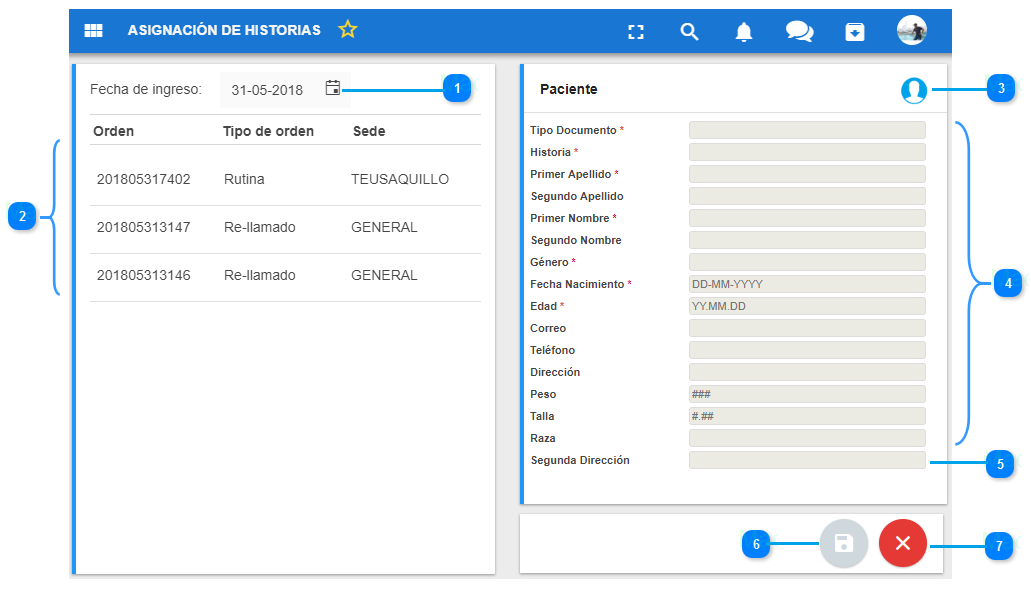 ASIGNACIÓN DE HISTORIAS
Fecha de ingreso: 31-05-2018
1
Orden Tipo de orden Sede
201805317402 Rutina TEUSAQUILLO
2
201805313147 Re-llamado GENERAL
201805313146 Re-llamado GENERAL
Paciente
3
Tipo Documento *
Historia *
Primer Apellido *
Segundo Apellido
Primer Nombre *
Segundo Nombre
Género *
Fecha Nacimiento * DD-MM-YYYY
4
Edad * YY.MM.DD
Correo
Teléfono
Dirección
Peso ###
Talla #.##
Raza
Segunda Dirección
5
6
7